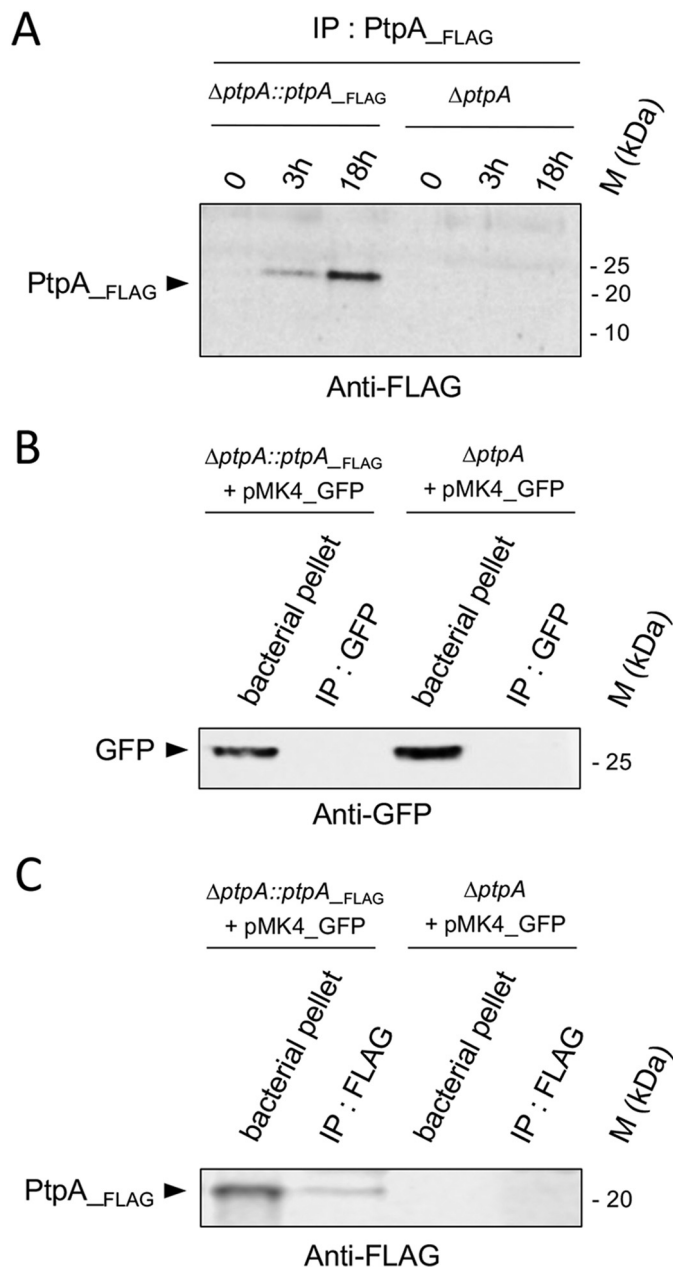 A
IP : PtpA_FLAG
ΔptpA::ptpA_FLAG ΔptpA
0 3h 18h 0 3h 18h M (kDa)
- 25
PtpA_FLAG
- 20
- 10
Anti-FLAG
B
ΔptpA::ptpA_FLAG ΔptpA
+ pMK4_GFP + pMK4_GFP
bacterial pellet IP : GFP bacterial pellet IP : GFP M (kDa)
GFP - 25
Anti-GFP
C
ΔptpA::ptpA_FLAG ΔptpA
+ pMK4_GFP + pMK4_GFP
bacterial pellet IP : FLAG bacterial pellet IP : FLAG M (kDa)
PtpA_FLAG - 20
Anti-FLAG